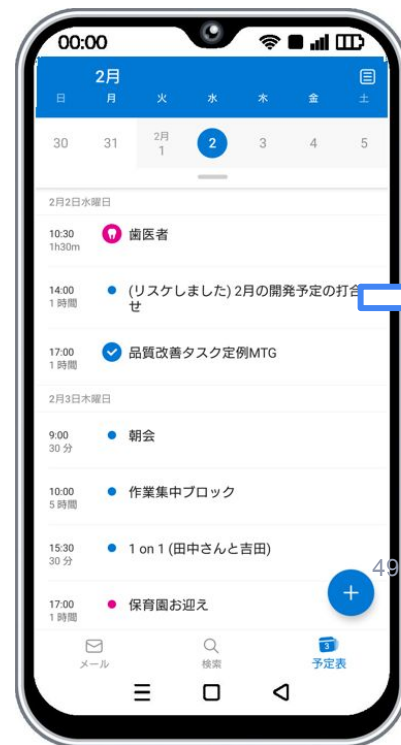 00:00
2月
日 月 火 水 木 金 土
30 31 2月 1 2 3 4 5
2月2日水曜日
10:30 歯医者
1h30m
14:00 (リスケしました) 2月の開発予定の打合
1 時間 せ
17:00 品質改善タスク定例MTG
1 時間
2月3日木曜日
9:00 朝会
30 分
10:00 作業集中ブロック
5 時間
15:30 1 on 1 (田中さんと吉田)
30 分
49
17:00 保育園お迎え
1 時間
3
メール 検索 予定表